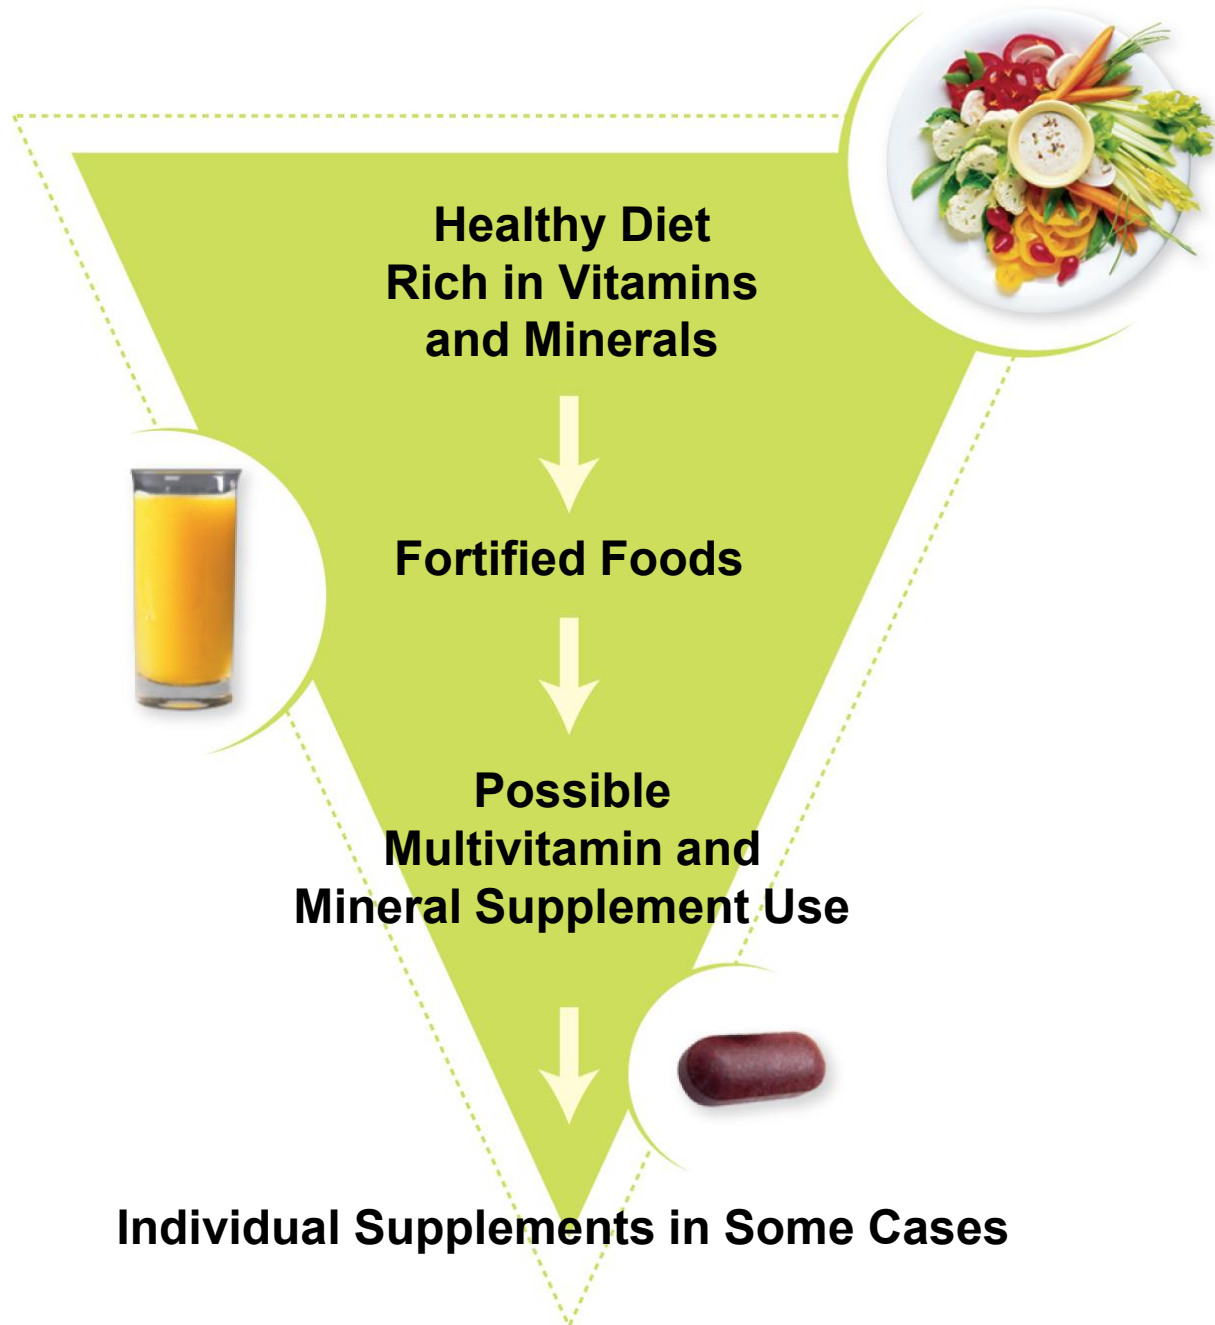 Healthy Diet
Rich in Vitamins
and Minerals
Fortified Foods
Possible
Multivitamin and
Mineral Supplement Use
Individual Supplements in Some Cases